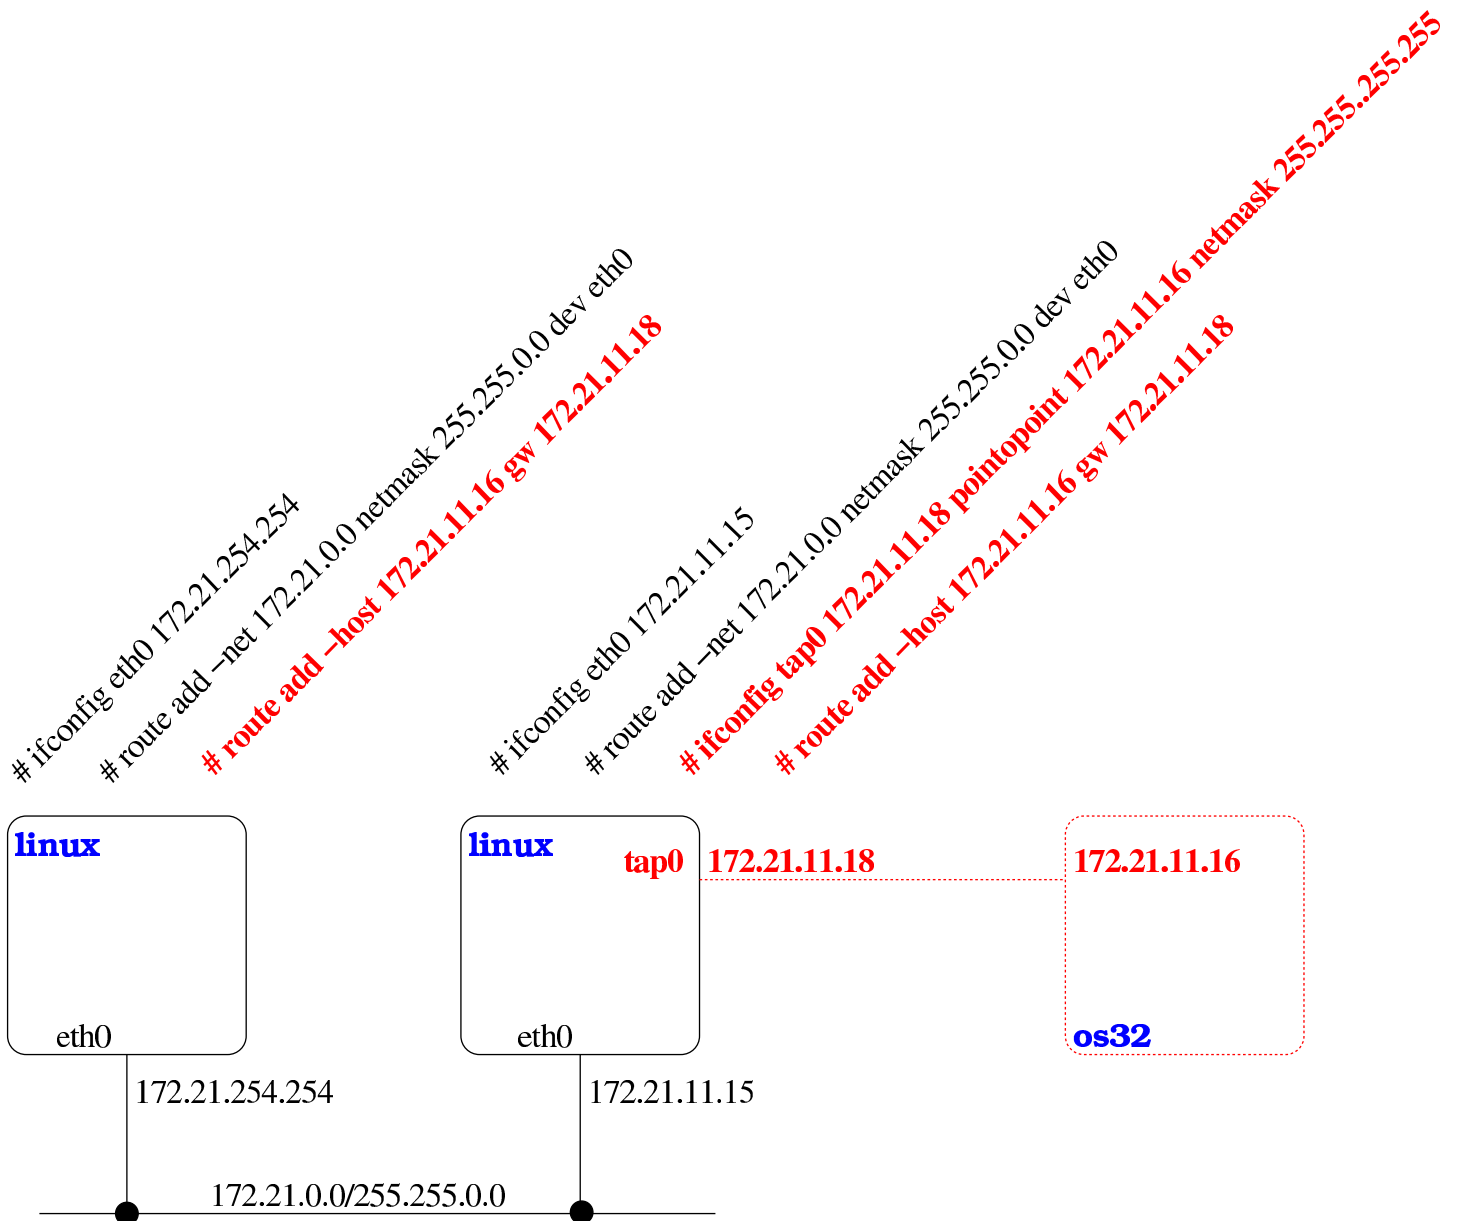 # ifconfig eth0 172.21.254.254
# route add –net 172.21.0.0 netmask 255.255.0.0 dev eth0
# route add –host 172.21.11.16 gw 172.21.11.18
# ifconfig eth0 172.21.11.15
# route add –net 172.21.0.0 netmask 255.255.0.0 dev eth0
# ifconfig tap0 172.21.11.18 pointopoint 172.21.11.16 netmask 255.255..255.255
# route add –host 172.21.11.16 gw 172.21.11.18
linux
eth0
172.21.254.254
linux
tap0
172.21.11.18
eth0
172.21.11.15
172.21.11.16
os32
172.21.0.0/255.255.0.0